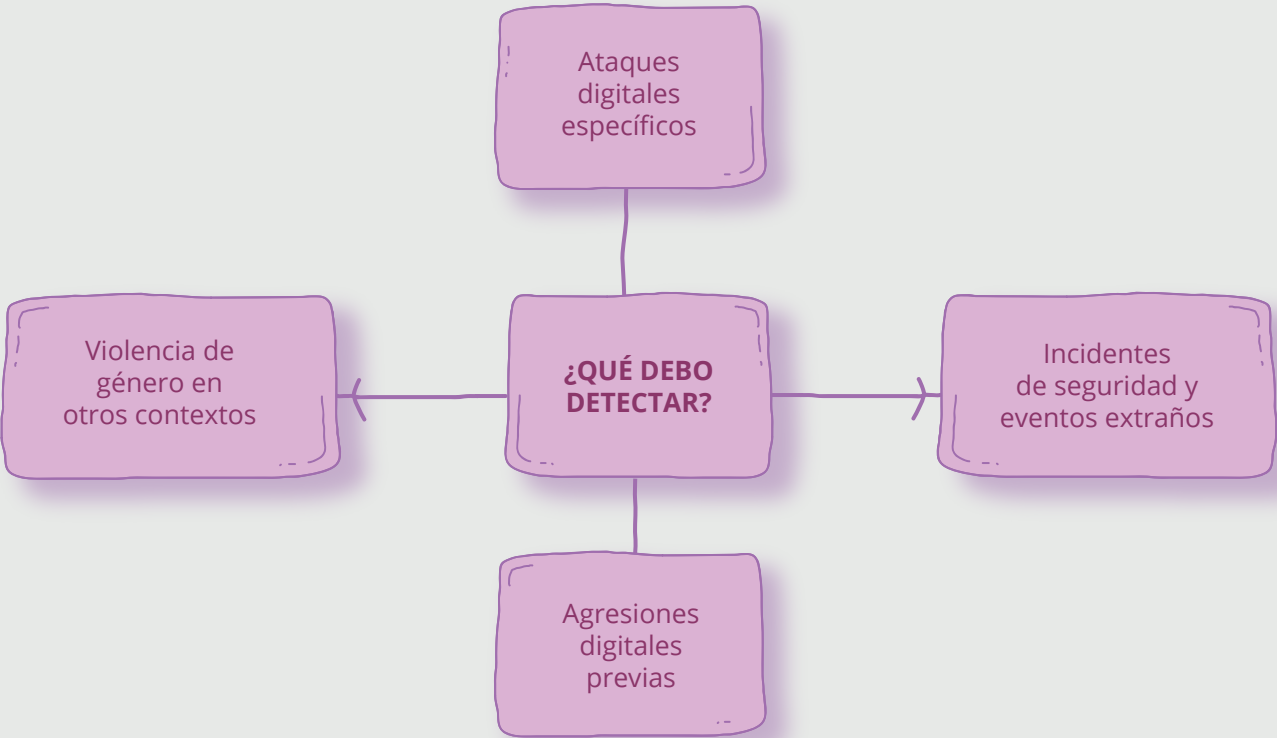 Ataques
digitales
específicos
Violencia de
género en
otros contextos
¿QUÉ DEBO
DETECTAR?
Incidentes
de seguridad y
eventos extraños
Agresiones
digitales
previas